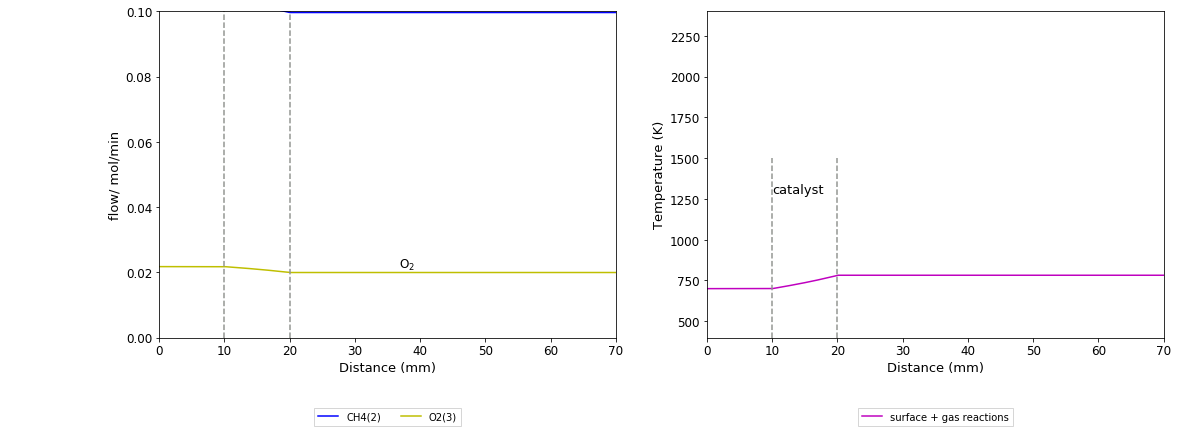 0.10
0.08
0.06
0.04
0.02
0.00
flow/ mol/min
O₂
0 10 20 30 40 50 60 70
Distance (mm)
CH4(2) O2(3)
2250
2000
1750
1500
1250
1000
750
500
Temperature (K)
catalyst
0 10 20 30 40 50 60 70
Distance (mm)
surface + gas reactions